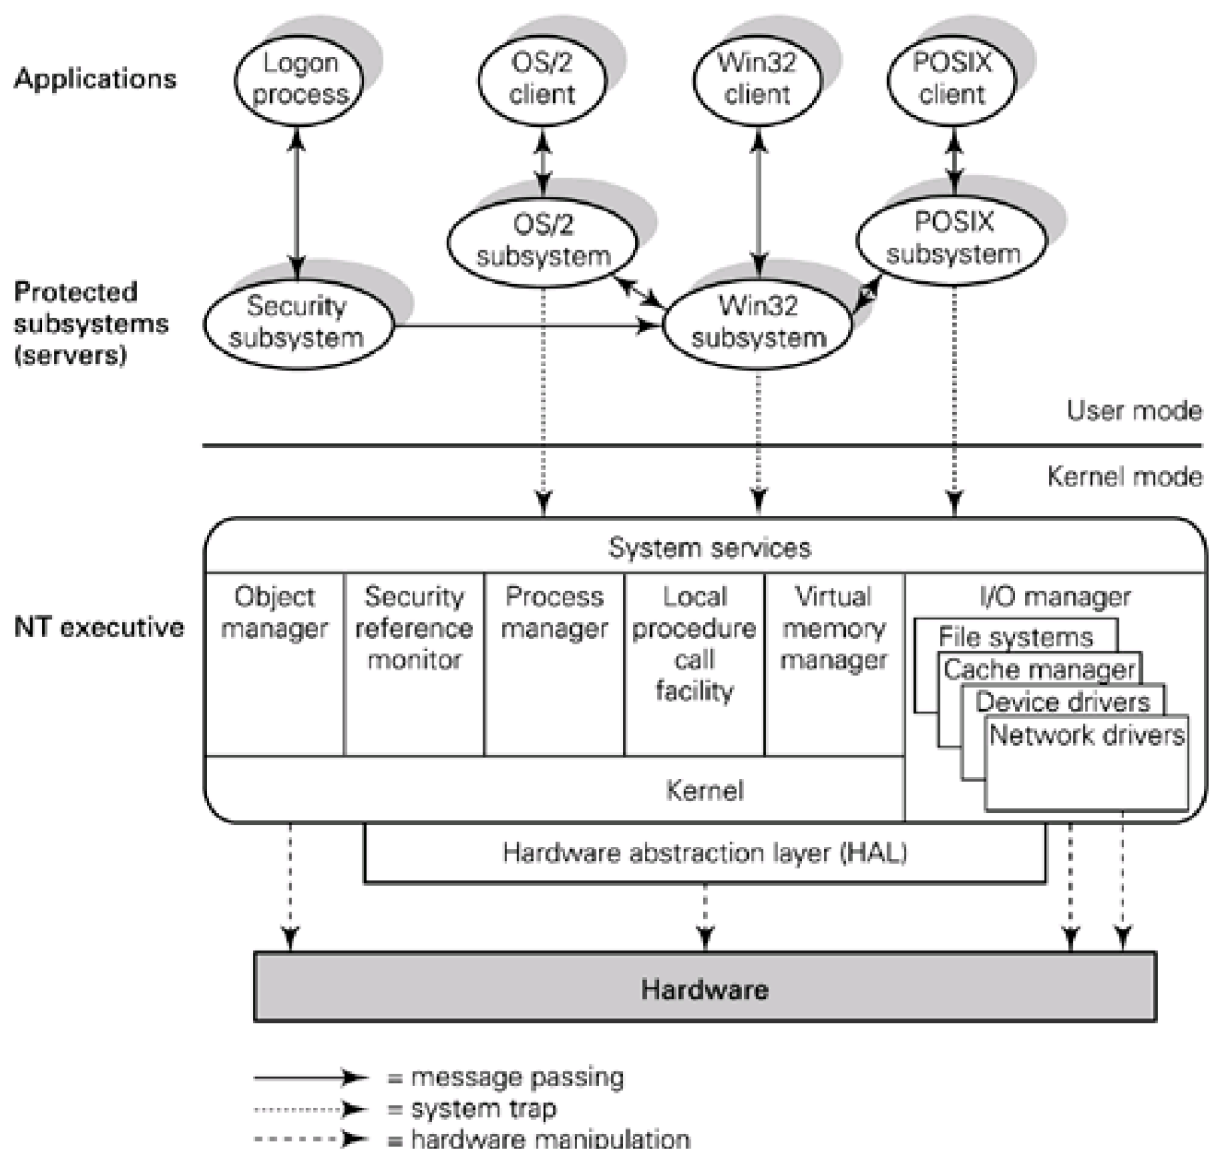 Applications
Logon
process
OS/2
client
Win32
client
POSIX
client
Protected
subsystems
(servers)
Security
subsystem
OS/2
subsystem
Win32
subsystem
POSIX
subsystem
User mode
Kernel mode
NT executive
System services
Object
manager
Security
reference
monitor
Process
manager
Local
procedure
call
facility
Virtual
memory
manager
I/O manager
File systems
Cache manager
Device drivers
Network drivers
Kernel
Hardware abstraction layer (HAL)
Hardware
= message passing
= system trap
= hardware manipulation